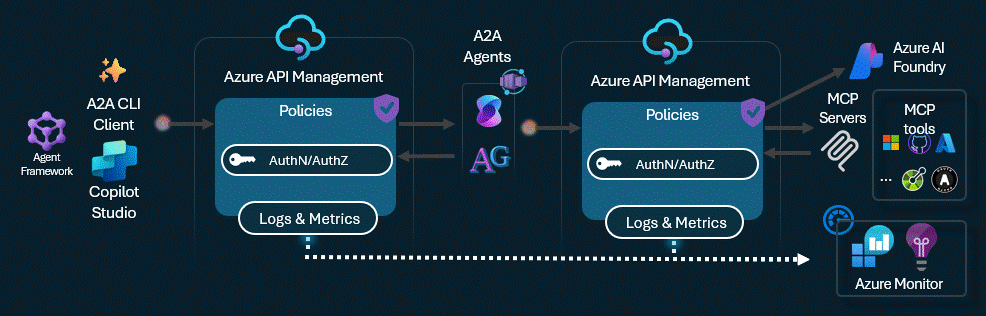 Agent
Framework
A2A CLI
Client
Copilot
Studio
Azure API Management
Policies
AuthN/AuthZ
Logs & Metrics
A2A
Agents
AG
Azure API Management
Policies
AuthN/AuthZ
Logs & Metrics
Azure AI
Foundry
MCP
Servers
MCP
tools
...
A
Azure Monitor